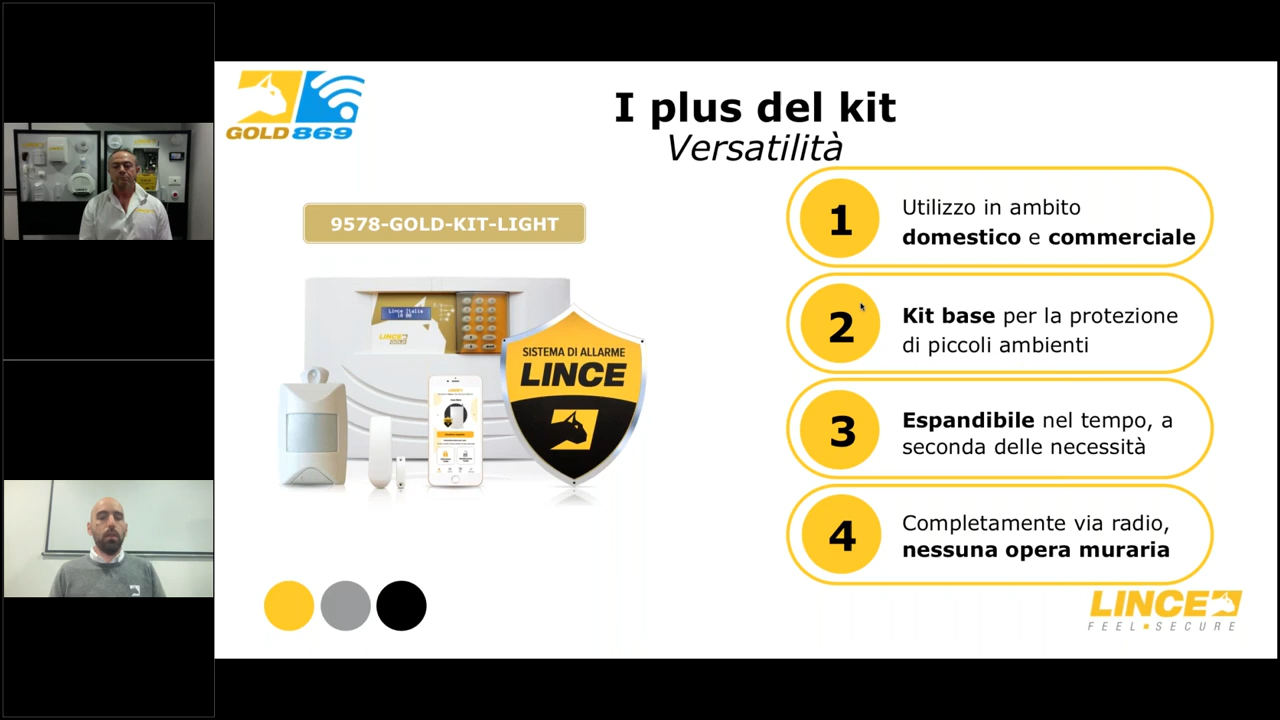 GOLD 869
I plus del kit
Versatilità
9578-GOLD-KIT-LIGHT
Lince Italia
SISTEMA DI ALLARME
LINCE
1
Utilizzo in ambito
domestico e commerciale
2
Kit base per la protezione
di piccoli ambienti
3
Espandibile nel tempo, a
seconda delle necessità
4
Completamente via radio,
nessuna opera muraria
LINCE
FEEL SECURE